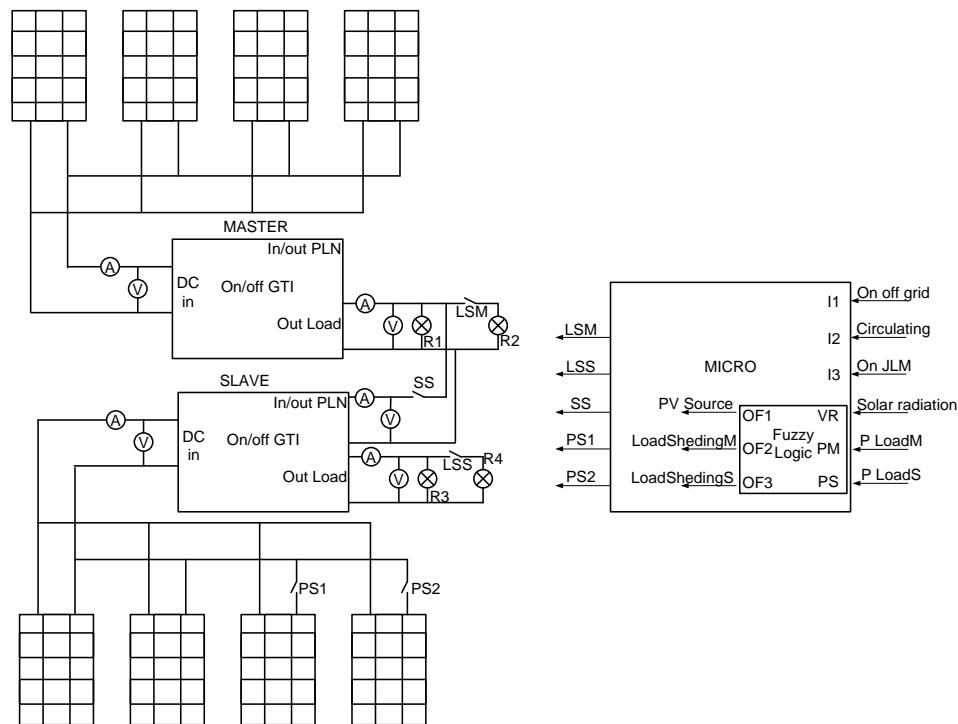 MASTER
In/out PLN
A
V
DC
in
On/off GTI
Out Load
A
V
R1
LSM
R2
SLAVE
In/out PLN
A
V
DC
in
On/off GTI
Out Load
A
SS
V
A
V
R3
LSS
R4
PS1
PS2
LSM
LSS
SS
PS1
PS2
MICRO
I1
On off grid
I2
Circulating
I3
On JLM
PV Source
LoadShedingM
LoadShedingS
OF1
OF2
OF3
Fuzzy
Logic
VR
PM
PS
Solar radiation
P LoadM
P LoadS